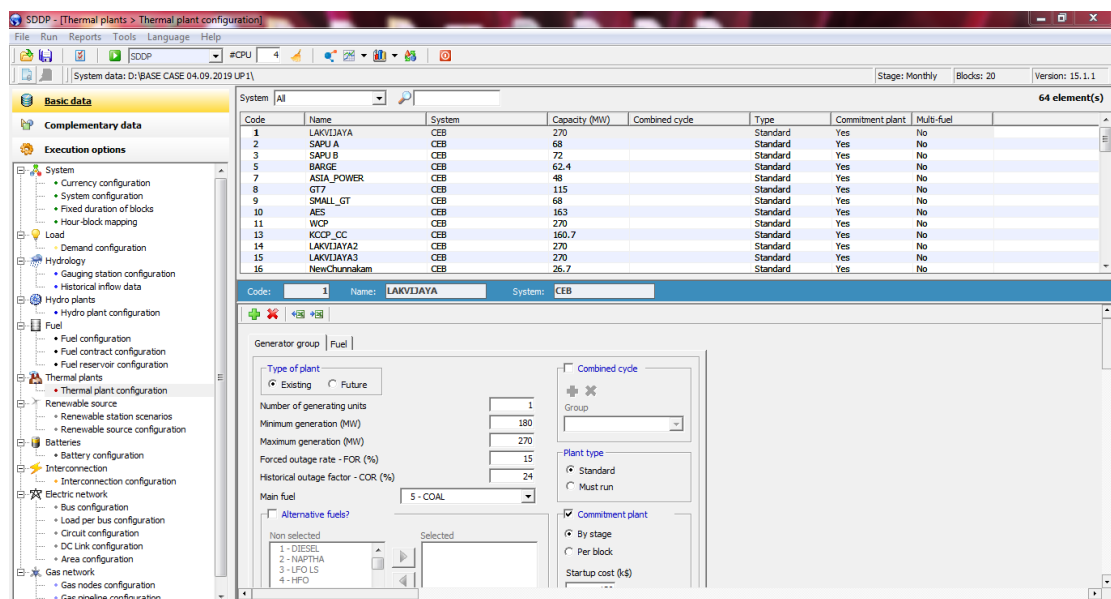 SDDP - [Thermal plants > Thermal plant configuration]
File Run Reports Tools Language Help
SDDP #CPU 4
System data: D:\BASE CASE 04.09.2019 UP1\ Stage: Monthly Blocks: 20 Version: 15.1.1
Basic data
Complementary data
Execution options
System
Currency configuration
System configuration
Fixed duration of blocks
Hour-block mapping
Load
Demand configuration
Hydrology
Gauging station configuration
Historical inflow data
Hydro plants
Hydro plant configuration
Fuel
Fuel configuration
Fuel contract configuration
Fuel reservoir configuration
Thermal plants
Thermal plant configuration
Renewable source
Renewable station scenarios
Renewable source configuration
Batteries
Battery configuration
Interconnection
Interconnection configuration
Electric network
Bus configuration
Load per bus configuration
Circuit configuration
DC Link configuration
Area configuration
Gas network
Gas nodes configuration
Gas pipeline configuration
System All 64 element(s)
Code Name System Capacity (MW) Combined cycle Type Commitment plant Multi-fuel
1 LAKVIJAYA CEB 270 Standard Yes No
2 SAPU A CEB 68 Standard Yes No
3 SAPU B CEB 72 Standard Yes No
5 BARGE CEB 62.4 Standard Yes No
7 ASIA_POWER CEB 48 Standard Yes No
8 GT7 CEB 115 Standard Yes No
9 SMALL_GT CEB 68 Standard Yes No
10 AES CEB 163 Standard Yes No
11 WCP CEB 270 Standard Yes No
13 KCCP_CC CEB 160.7 Standard Yes No
14 LAKVIJAYA2 CEB 270 Standard Yes No
15 LAKVIJAYA3 CEB 270 Standard Yes No
16 NewChunnakam CEB 26.7 Standard Yes No
Code: 1 Name: LAKVIJAYA System: CEB
Generator group Fuel
Type of plant
Existing Future
Number of generating units 1
Minimum generation (MW) 180
Maximum generation (MW) 270
Forced outage rate - FOR (%) 15
Historical outage factor - COR (%) 24
Main fuel 5 - COAL
Alternative fuels?
Non selected Selected
1 - DIESEL
2 - NAPTHA
3 - LFO LS
4 - HFO
Combined cycle
Group
Plant type
Standard
Must run
Commitment plant
By stage
Per block
Startup cost (k$)